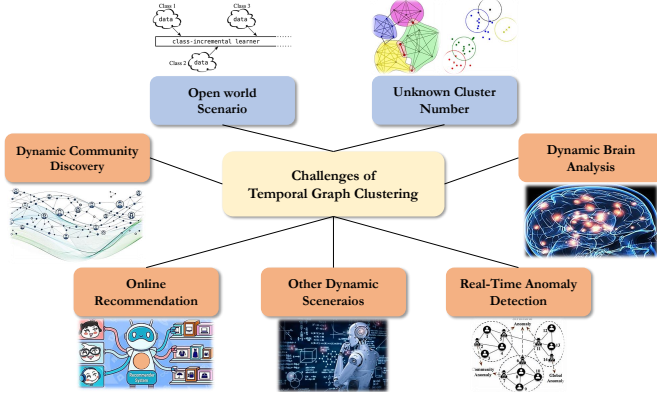 Class 1
Class 3
data
data
class-incremental learner
Class 2
data
Open world
Scenario
Unknown Cluster
Number
Dynamic Community
Discovery
Challenges of
Temporal Graph Clustering
Dynamic Brain
Analysis
Online
Recommendation
Other Dynamic
Sceneraios
Real-Time Anomaly
Detection
Recommended
System
Anomaly
Community
Anomaly
Global
Anomaly